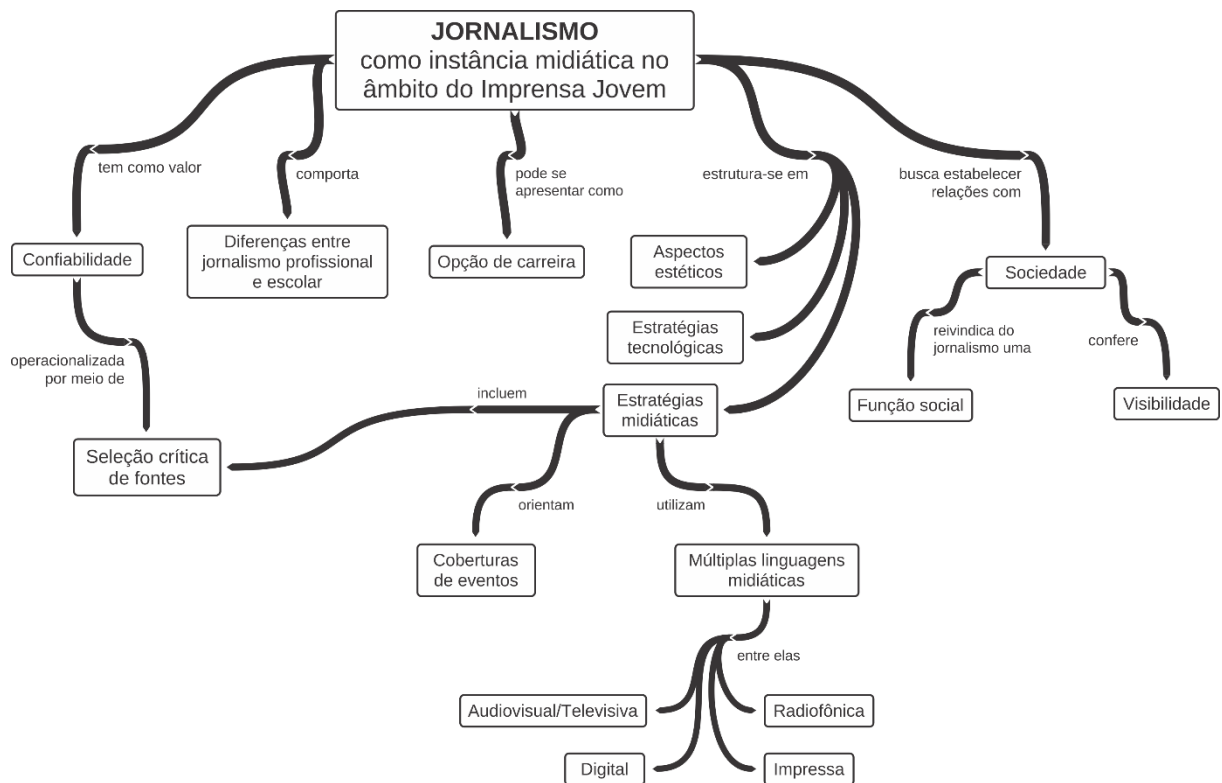 JORNALISMO
como instância midiática no
âmbito do Imprensa Jovem
tem como valor
comporta
pode se
apresentar como
estrutura-se em
busca estabelecer
relações com
Confiabilidade
Diferenças entre
jornalismo profissional
e escolar
Opção de carreira
Aspectos
estéticos
Sociedade
Estratégias
tecnológicas
operacionalizada
por meio de
reivindica do
jornalismo uma
confere
incluem
Estratégias
midiáticas
Função social
Visibilidade
Seleção crítica
de fontes
orientam
utilizam
Coberturas
de eventos
Múltiplas linguagens
midiáticas
entre elas
Audiovisual/Televisiva
Radiofônica
Digital
Impressa